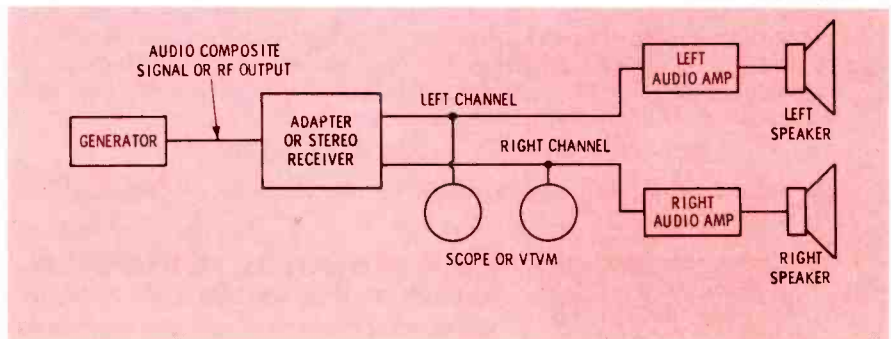 AUDIO COMPOSITE
SIGNAL OR RF OUTPUT
GENERATOR
ADAPTER
OR STEREO
RECEIVER
LEFT CHANNEL
RIGHT CHANNEL
SCOPE OR VTVM
LEFT
AUDIO AMP
LEFT
SPEAKER
RIGHT
AUDIO AMP
RIGHT
SPEAKER